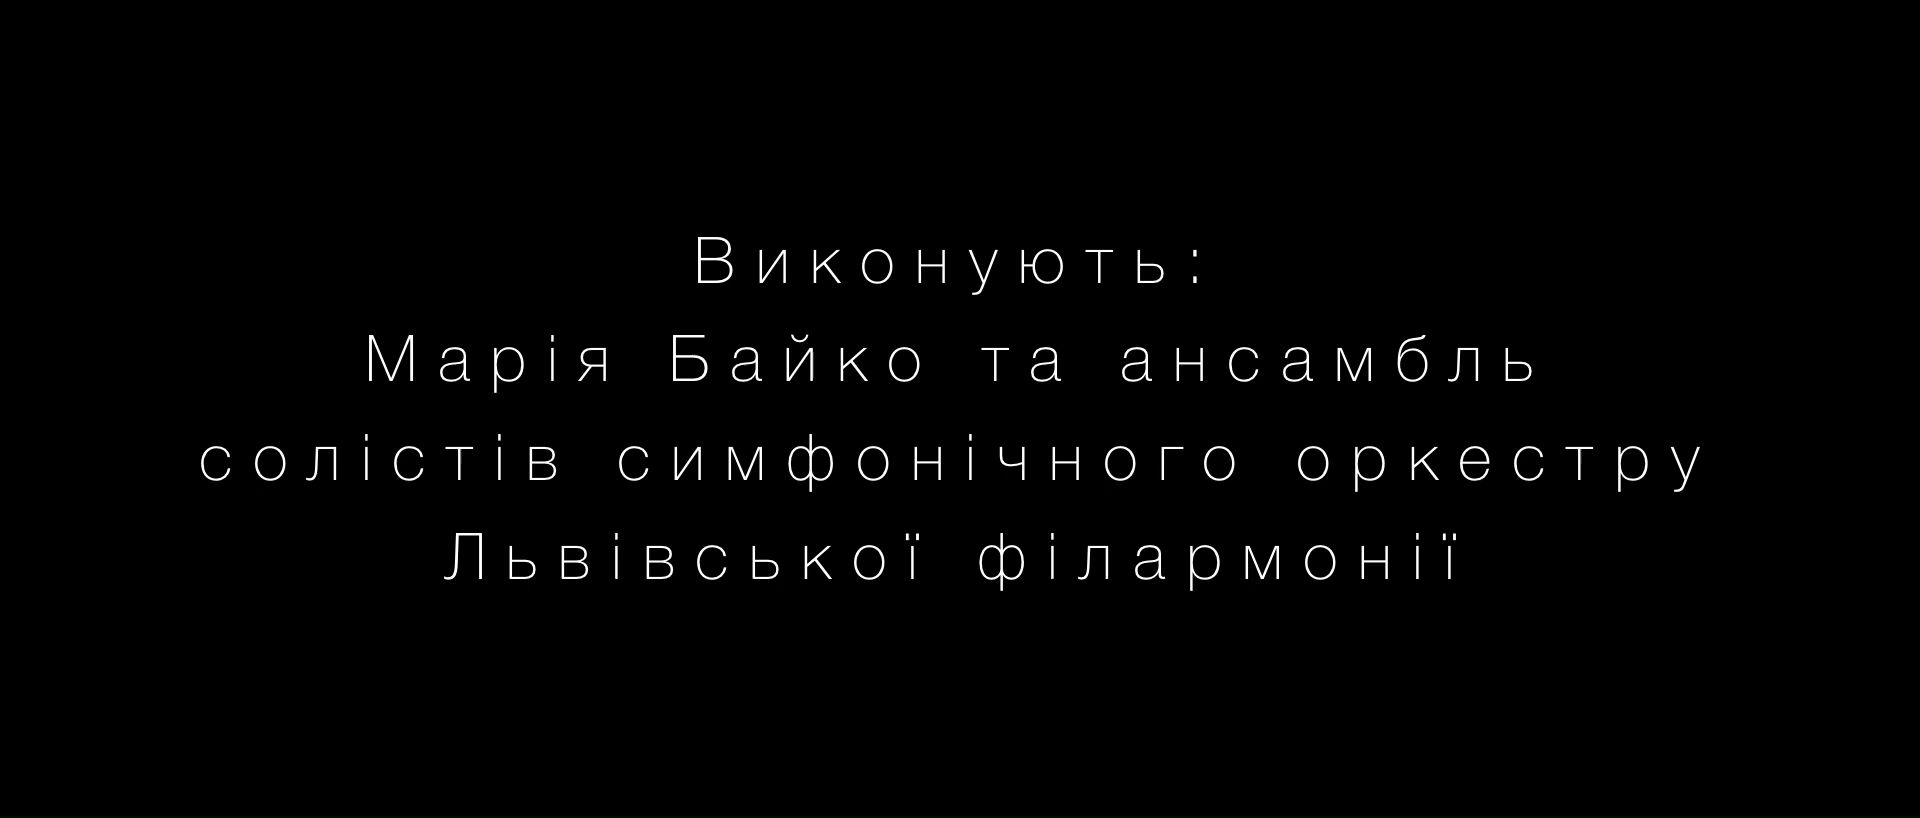 Виконують:
Марія Байко та ансамбль
солістів симфонічного оркестру
Львівської філармонії